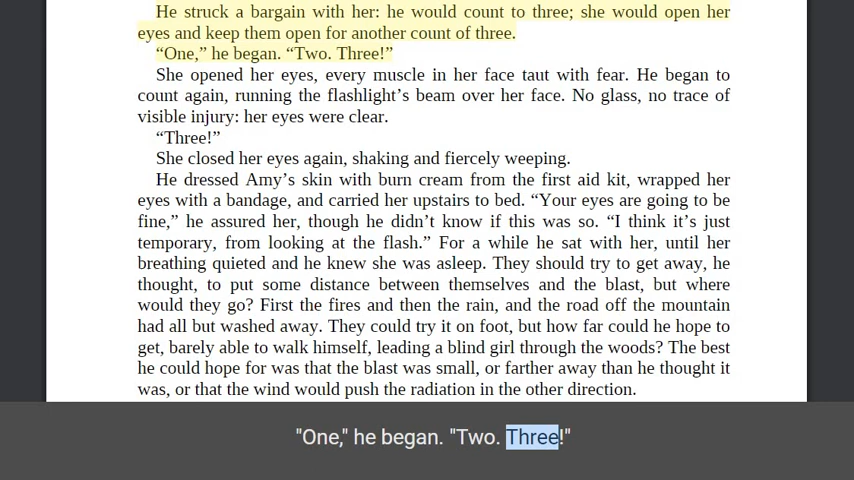 He struck a bargain with her: he would count to three; she would open her
eyes and keep them open for another count of three.
“One,” he began. “Two. Three!”
She opened her eyes, every muscle in her face taut with fear. He began to
count again, running the flashlight’s beam over her face. No glass, no trace of
visible injury: her eyes were clear.
“Three!”
She closed her eyes again, shaking and fiercely weeping.
He dressed Amy’s skin with burn cream from the first aid kit, wrapped her
eyes with a bandage, and carried her upstairs to bed. “Your eyes are going to be
fine,” he assured her, though he didn’t know if this was so. “I think it’s just
temporary, from looking at the flash.” For a while he sat with her, until her
breathing quieted and he knew she was asleep. They should try to get away, he
thought, to put some distance between themselves and the blast, but where
would they go? First the fires and then the rain, and the road off the mountain
had all but washed away. They could try it on foot, but how far could he hope to
get, barely able to walk himself, leading a blind girl through the woods? The best
he could hope for was that the blast was small, or farther away than he thought it
was, or that the wind would push the radiation in the other direction.
"One," he began. "Two. Three!"